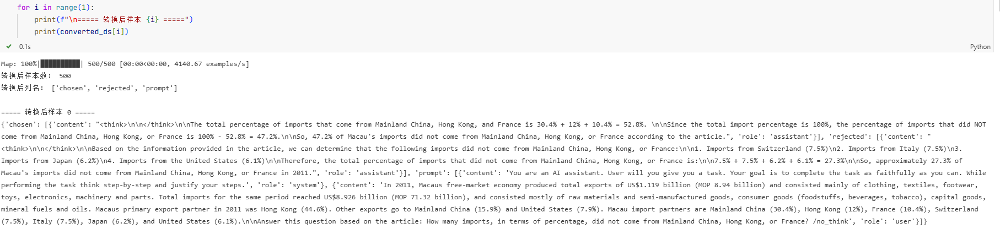 for i in range(1):
    print(f"\n===== 转换后样本 {i} =====")
    print(converted_ds[i])
0.1s
Python
Map: 100%|██████████| 500/500 [00:00<00:00, 4140.67 examples/s]
转换后样本数： 500
转换后列名： ['chosen', 'rejected', 'prompt']
===== 转换后样本 0 =====
{'chosen': [{'content': "<think>\n\n</think>\n\nThe total percentage of imports that come from Mainland China, Hong Kong, and France is 30.4% + 12% + 10.4% = 52.8%. \n\nSince the total import percentage is 100%, the percentage of imports that did NOT
come from Mainland China, Hong Kong, or France is 100% - 52.8% = 47.2%.\n\nSo, 47.2% of Macau's imports did not come from Mainland China, Hong Kong, or France according to the article.", 'role': 'assistant'}], 'rejected': [{'content': "
<think>\n\n</think>\n\nBased on the information provided in the article, we can determine that the following imports did not come from Mainland China, Hong Kong, or France:\n\n1. Imports from Switzerland (7.5%)\n2. Imports from Italy (7.5%)\n3.
Imports from Japan (6.2%)\n4. Imports from the United States (6.1%)\n\nTherefore, the total percentage of imports that did not come from Mainland China, Hong Kong, or France is:\n\n7.5% + 7.5% + 6.2% + 6.1% = 27.3%\n\nSo, approximately 27.3% of
Macau's imports did not come from Mainland China, Hong Kong, or France in 2011.", 'role': 'assistant'}], 'prompt': [{'content': 'You are an AI assistant. User will you give you a task. Your goal is to complete the task as faithfully as you can. While
performing the task think step-by-step and justify your steps.', 'role': 'system'}, {'content': 'In 2011, Macaus free-market economy produced total exports of US$1.119 billion (MOP 8.94 billion) and consisted mainly of clothing, textiles, footwear,
toys, electronics, machinery and parts. Total imports for the same period reached US$8.926 billion (MOP 71.32 billion), and consisted mostly of raw materials and semi-manufactured goods, consumer goods (foodstuffs, beverages, tobacco), capital goods,
mineral fuels and oils. Macaus primary export partner in 2011 was Hong Kong (44.6%). Other exports go to Mainland China (15.9%) and United States (7.9%). Macau import partners are Mainland China (30.4%), Hong Kong (12%), France (10.4%), Switzerland
(7.5%), Italy (7.5%), Japan (6.2%), and United States (6.1%).\n\nAnswer this question based on the article: How many imports, in terms of percentage, did not come from Mainland China, Hong Kong, or France? /no_think', 'role': 'user'}]}